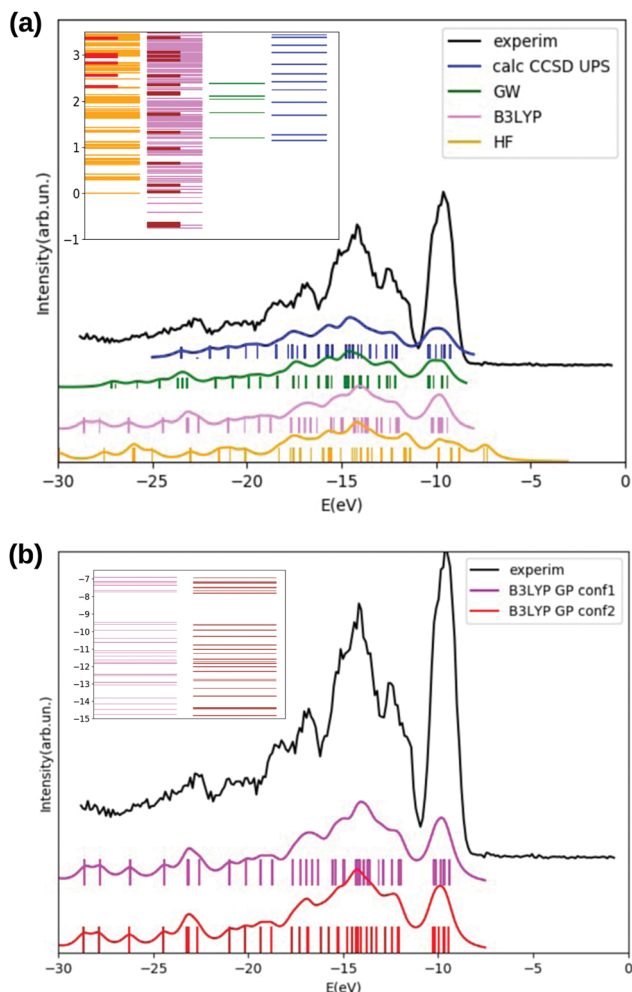 (a)
3
2
1
0
−1
experim
calc CCSD UPS
GW
B3LYP
HF
Intensity(arb.un.)
−30 −25 −20 −15 −10 −5 0
E(eV)
(b)
−7
−8
−9
−10
−11
−12
−13
−14
−15
experim
B3LYP GP conf1
B3LYP GP conf2
Intensity(arb.un.)
−30 −25 −20 −15 −10 −5 0
E(eV)